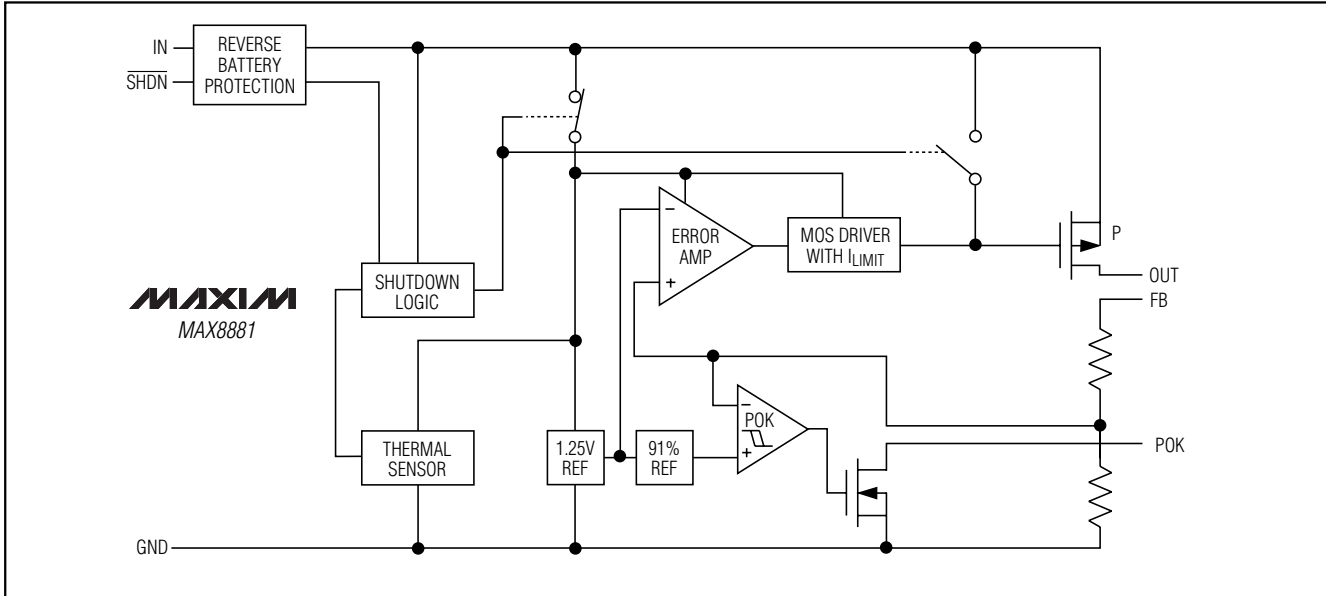 IN
SHDN
REVERSE
BATTERY
PROTECTION
P
ERROR
AMP
−
+
MOS DRIVER
WITH ILIMIT
OUT
FB
SHUTDOWN
LOGIC
MAXIM
MAX8881
THERMAL
SENSOR
1.25V
REF
91%
REF
−
POK
+
POK
GND